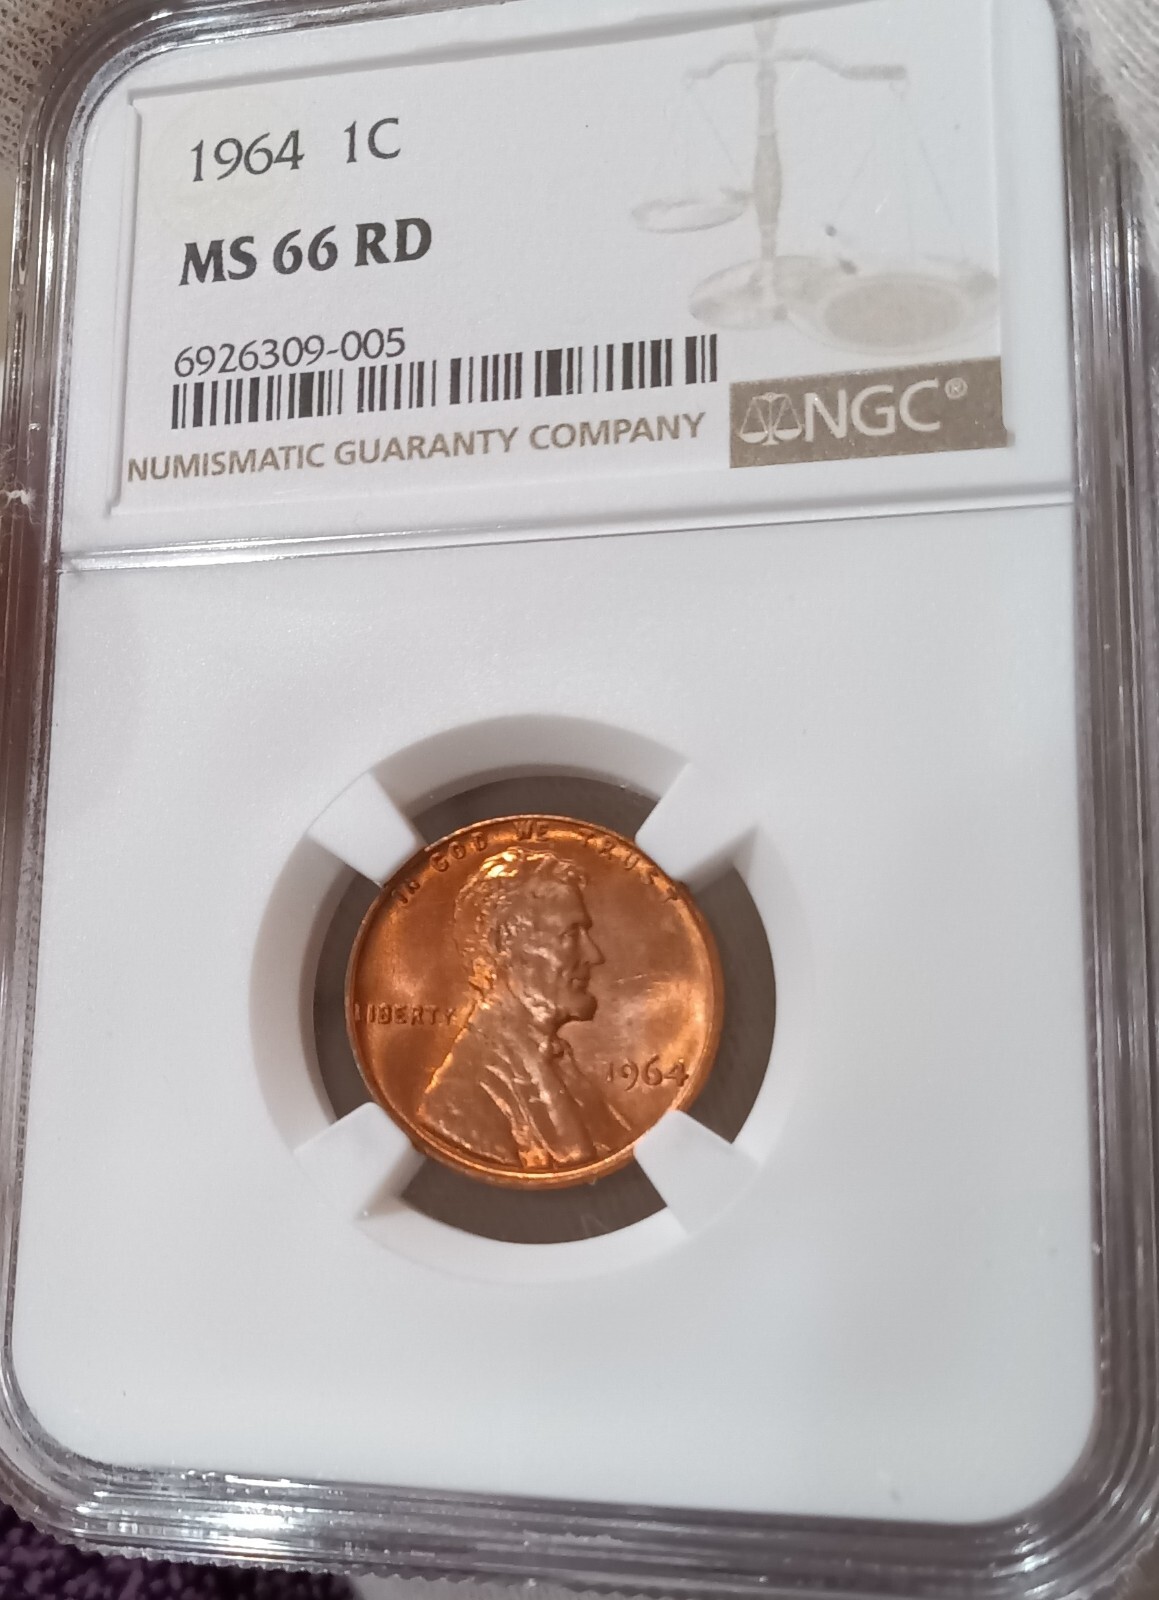 1964 1C
MS 66 RD
6926309-005
NUMISMATIC GUARANTY COMPANY
NGC®
IN GOD WE TRUST
LIBERTY
1964